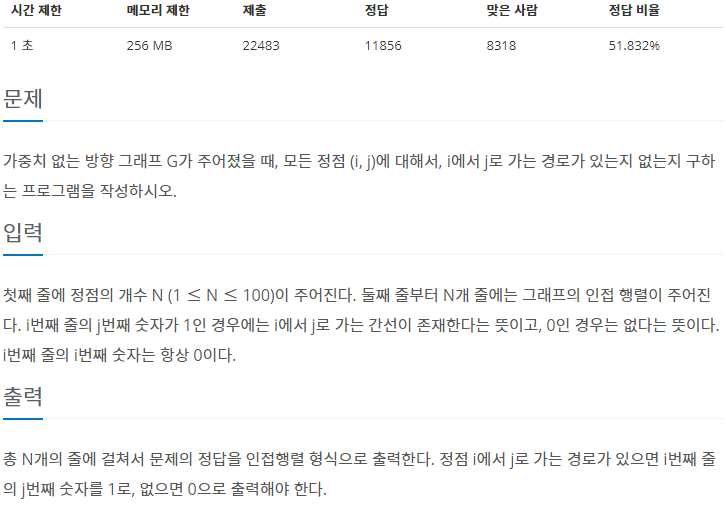 시간 제한 메모리 제한 제출 정답 맞은 사람 정답 비율
1 초 256 MB 22483 11856 8318 51.832%
문제
가중치 없는 방향 그래프 G가 주어졌을 때, 모든 정점 (i, j)에 대해서, i에서 j로 가는 경로가 있는지 없는지 구하
는 프로그램을 작성하시오.
입력
첫째 줄에 정점의 개수 N (1 ≤ N ≤ 100)이 주어진다. 둘째 줄부터 N개 줄에는 그래프의 인접 행렬이 주어진
다. i번째 줄의 j번째 숫자가 1인 경우에는 i에서 j로 가는 간선이 존재한다는 뜻이고, 0인 경우는 없다는 뜻이다.
i번째 줄의 i번째 숫자는 항상 0이다.
출력
총 N개의 줄에 걸쳐서 문제의 정답을 인접행렬 형식으로 출력한다. 정점 i에서 j로 가는 경로가 있으면 i번째 줄
의 j번째 숫자를 1로, 없으면 0으로 출력해야 한다.